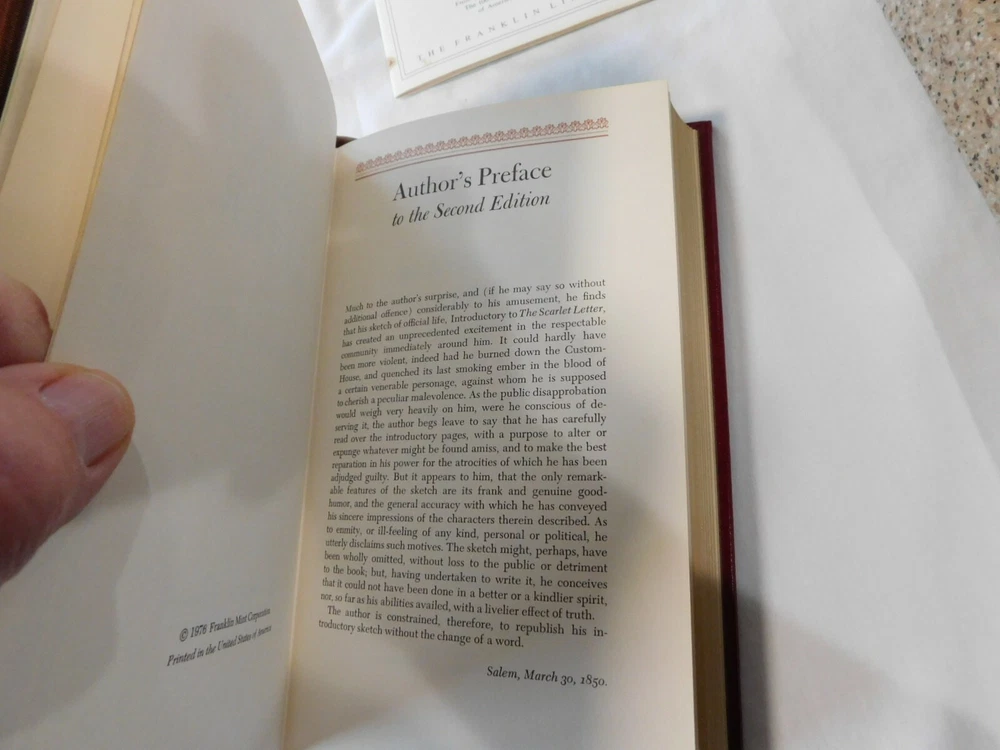 of America
THE FRANKLIN LI
Author's Preface
to the Second Edition
Much to the author's surprise, and (if he may say so without
additional offence) considerably to his amusement, he finds
that his sketch of official life, Introductory to The Scarlet Letter,
has created an unprecedented excitement in the respectable
community immediately around him. It could hardly have
been more violent, indeed had he burned down the Custom-
House, and quenched its last smoking ember in the blood of
a certain venerable personage, against whom he is supposed
to cherish a peculiar malevolence. As the public disapprobation
would weigh very heavily on him, were he conscious of de-
serving it, the author begs leave to say that he has carefully
read over the introductory pages, with a purpose to alter or
expunge whatever might be found amiss, and to make the best
reparation in his power for the atrocities of which he has been
adjudged guilty. But it appears to him, that the only remark-
able features of the sketch are its frank and genuine good-
humor, and the general accuracy with which he has conveyed
his sincere impressions of the characters therein described. As
to enmity, or ill-feeling of any kind, personal or political, he
utterly disclaims such motives. The sketch might, perhaps, have
been wholly omitted, without loss to the public or detriment
to the book; but, having undertaken to write it, he conceives
that it could not have been done in a better or a kindlier spirit,
nor, so far as his abilities availed, with a livelier effect of truth.
The author is constrained, therefore, to republish his in-
troductory sketch without the change of a word.
Salem, March 30, 1850.
© 1976 Franklin Mint Corporation
Printed in the United States of America